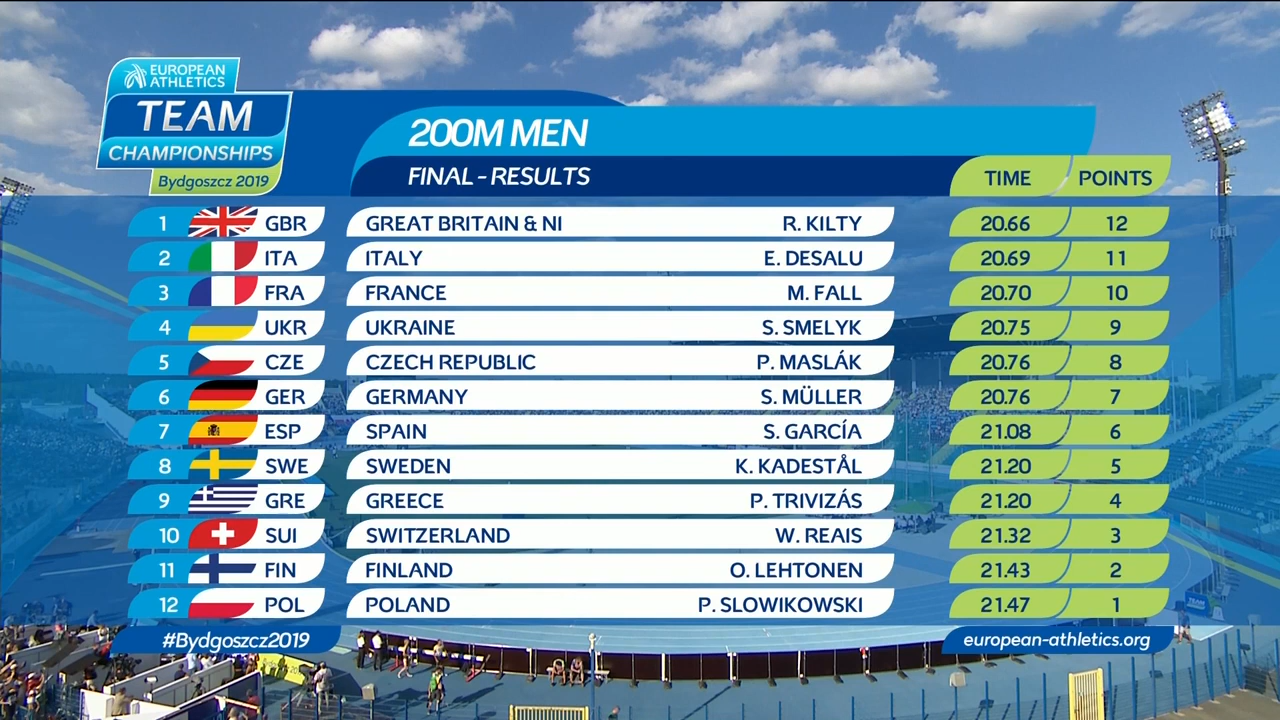 EUROPEAN
ATHLETICS
TEAM
CHAMPIONSHIPS
Bydgoszcz 2019
200M MEN
FINAL - RESULTS
TIME POINTS
1 GBR GREAT BRITAIN & NI R. KILTY 20.66 12
2 ITA ITALY E. DESALU 20.69 11
3 FRA FRANCE M. FALL 20.70 10
4 UKR UKRAINE S. SMELYK 20.75 9
5 CZE CZECH REPUBLIC P. MASLÁK 20.76 8
6 GER GERMANY S. MÜLLER 20.76 7
7 ESP SPAIN S. GARCÍA 21.08 6
8 SWE SWEDEN K. KADESTÅL 21.20 5
9 GRE GREECE P. TRIVIZÁS 21.20 4
10 SUI SWITZERLAND W. REAIS 21.32 3
11 FIN FINLAND O. LEHTONEN 21.43 2
12 POL POLAND P. SLOWIKOWSKI 21.47 1
#Bydgoszcz2019 european-athletics.org